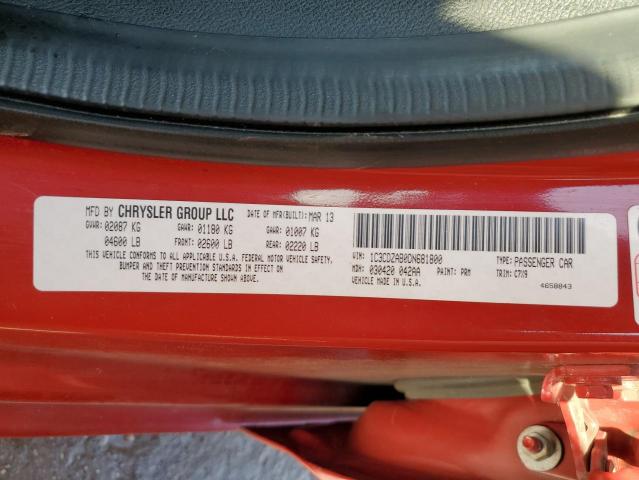 MFD BY CHRYSLER GROUP LLC DATE OF MFR(BUILT): MAR 13
GVWR: 02087 KG GAWR: 01180 KG GAWR: 01007 KG
04600 LB FRONT: 02600 LB REAR: 02220 LB
THIS VEHICLE CONFORMS TO ALL APPLICABLE U.S.A. FEDERAL MOTOR VEHICLE SAFETY,
BUMPER AND THEFT PREVENTION STANDARDS IN EFFECT ON
THE DATE OF MANUFACTURE SHOWN ABOVE.
VIN: 1C3CDZAB0DN681800 TYPE: PASSENGER CAR
MDH: 030420 042AA PAINT: PRM TRIM: C7X9
VEHICLE MADE IN U.S.A. 4658843